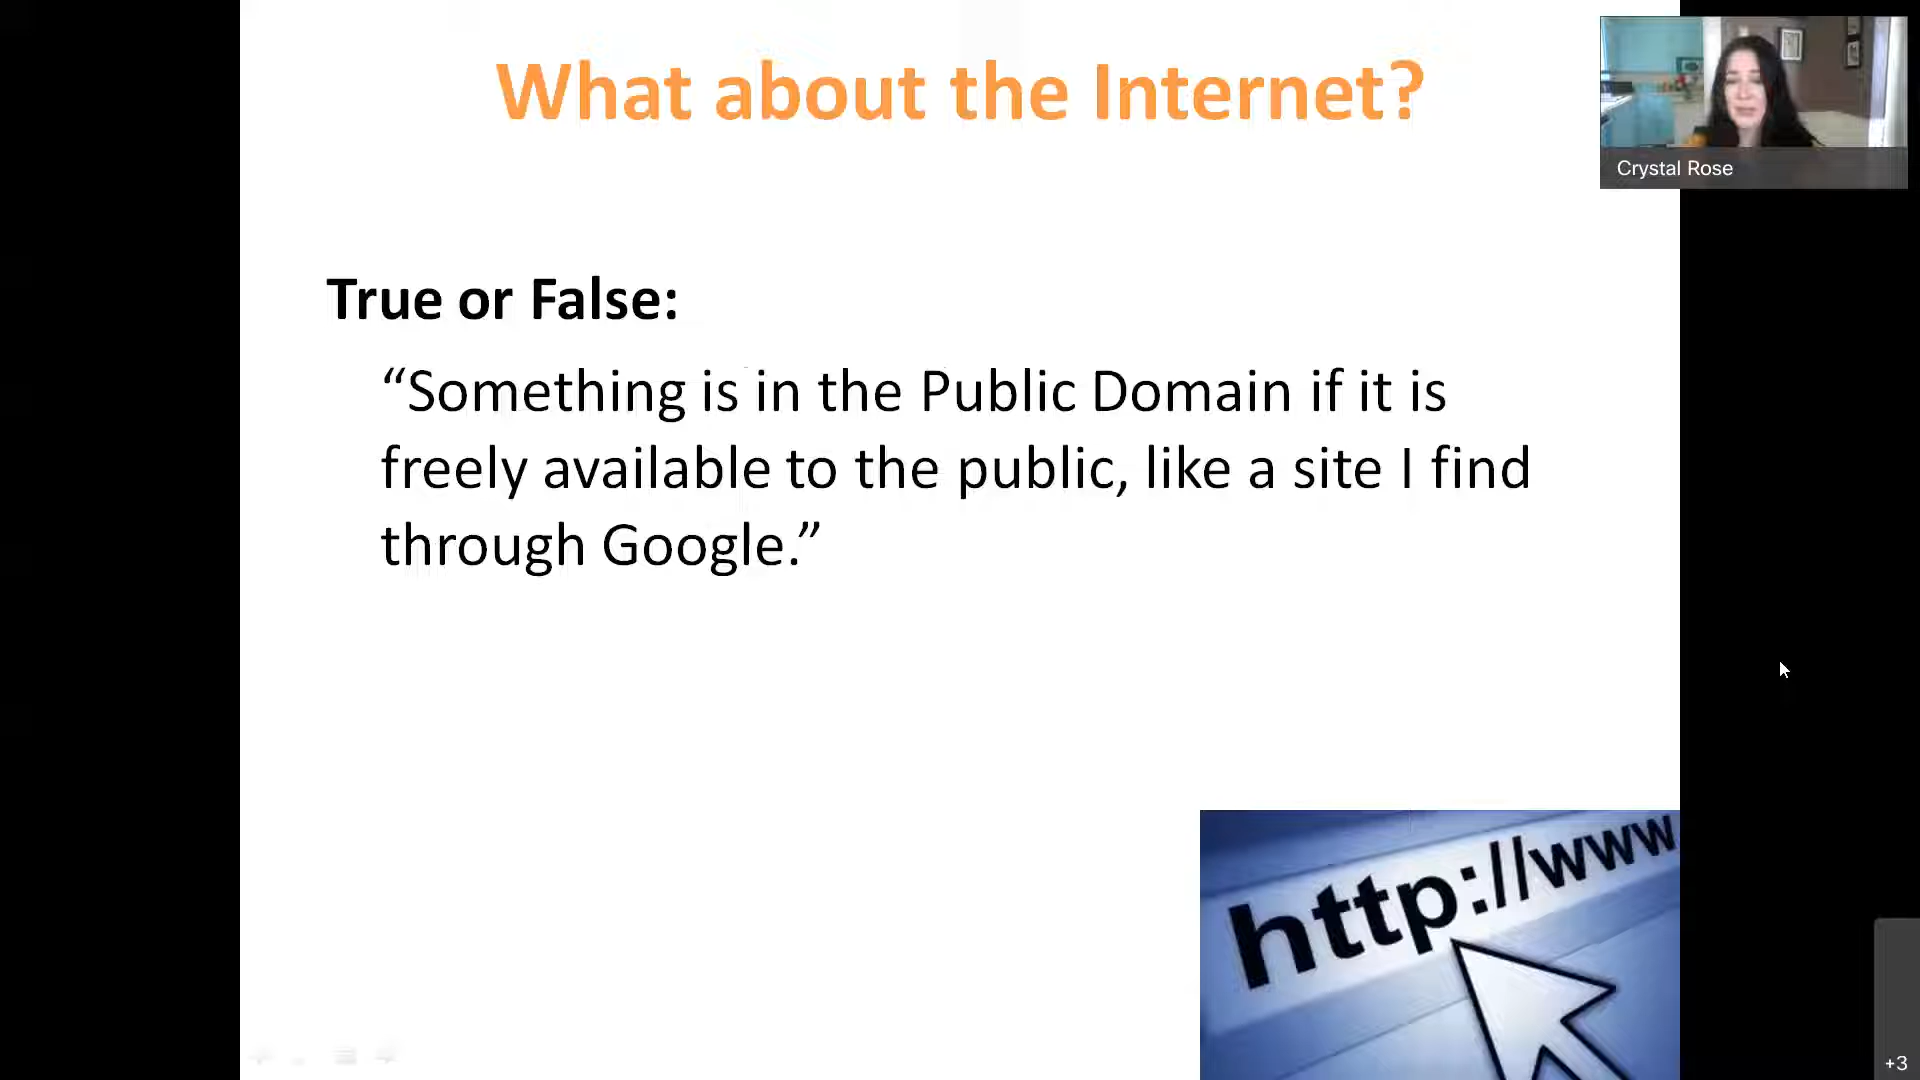 What about the Internet?
Crystal Rose
True or False:
“Something is in the Public Domain if it is
freely available to the public, like a site I find
through Google.”
http://www.
+3